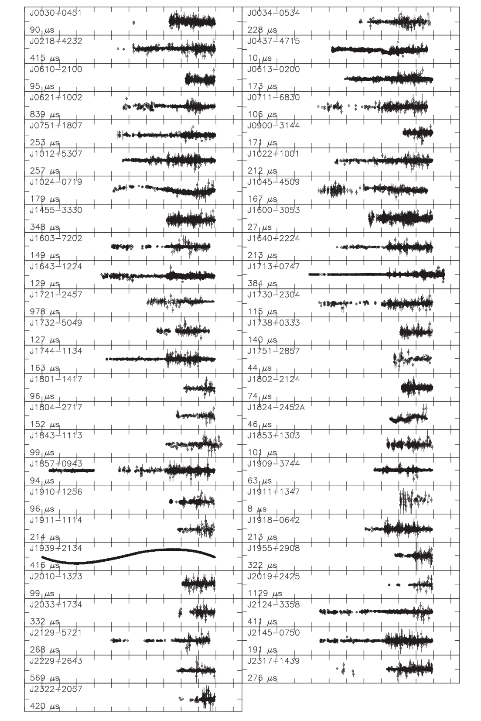 J0030+0451
90 μs
J0218+4232
415 μs
J0610−2100
95 μs
J0621+1002
839 μs
J0751+1807
253 μs
J1012+5307
257 μs
J1024−0719
179 μs
J1455−3330
348 μs
J1603−7202
149 μs
J1643−1224
129 μs
J1721−2457
978 μs
J1732−5049
127 μs
J1744−1134
163 μs
J1801−1417
96 μs
J1804−2717
152 μs
J1843−1113
99 μs
J1857+0943
94 μs
J1910+1256
96 μs
J1911−1114
214 μs
J1939+2134
416 μs
J2010−1323
99 μs
J2033+1734
332 μs
J2129−5721
268 μs
J2229+2643
569 μs
J2322+2057
420 μs
J0034−0534
228 μs
J0437−4715
10 μs
J0613−0200
173 μs
J0711−6830
106 μs
J0900−3144
171 μs
J1022+1001
212 μs
J1045−4509
167 μs
J1600−3053
27 μs
J1640+2224
213 μs
J1713+0747
384 μs
J1730−2304
115 μs
J1738+0333
140 μs
J1751−2857
44 μs
J1802−2124
74 μs
J1824−2452A
46 μs
J1853+1303
101 μs
J1909−3744
63 μs
J1911+1347
8 μs
J1918−0642
213 μs
J1955+2908
322 μs
J2019+2425
1129 μs
J2124−3358
411 μs
J2145−0750
191 μs
J2317+1439
276 μs